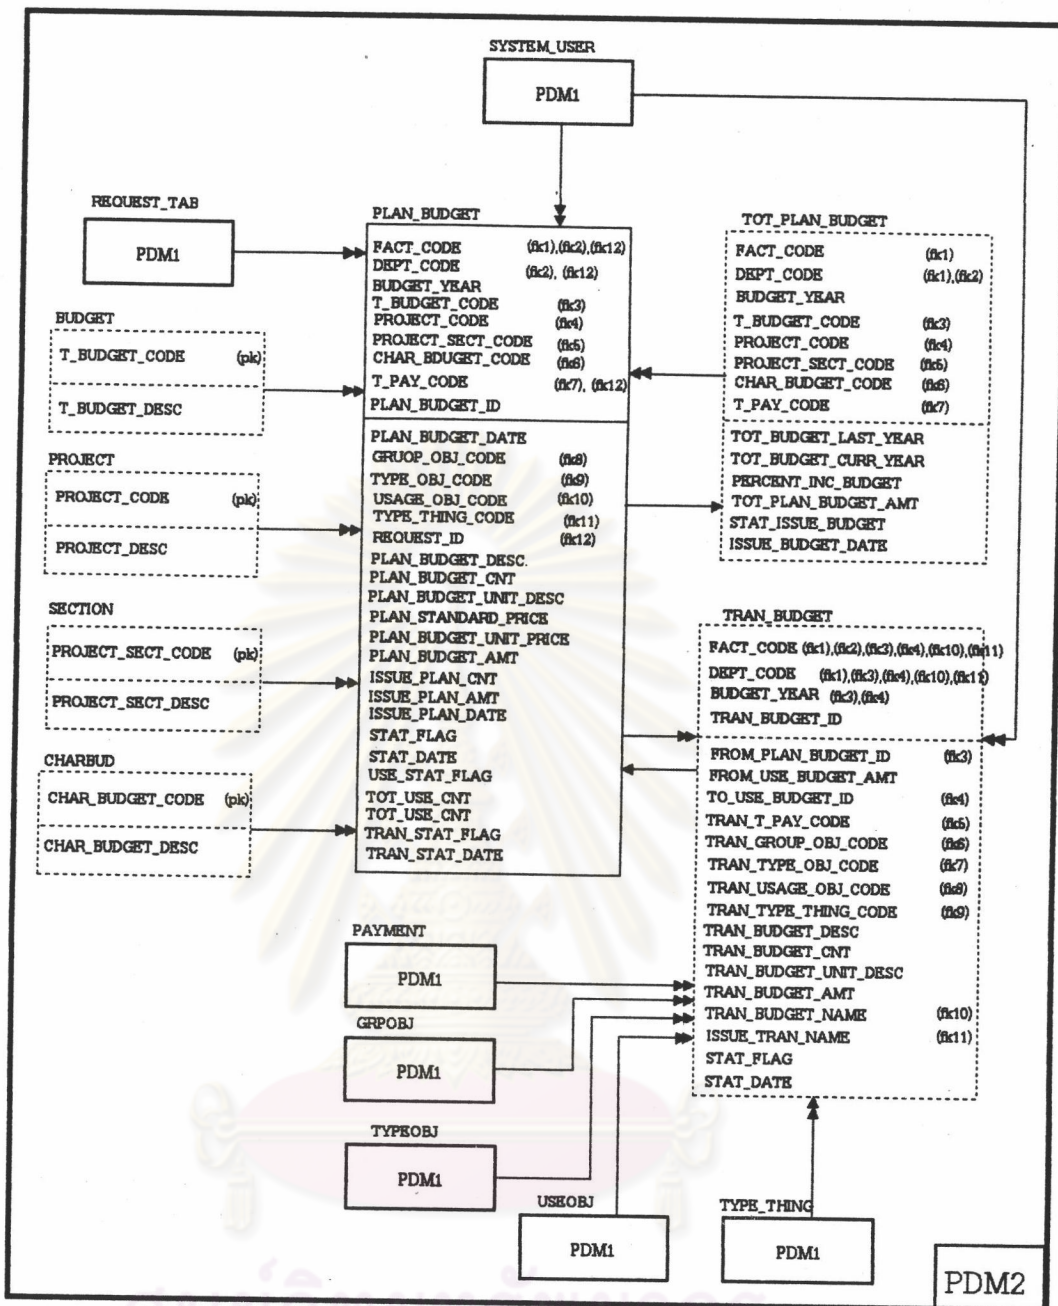 SYSTEM_USER
PDM1
REQUEST_TAB
PDM1
BUDGET
T_BUDGET_CODE (pk)
T_BUDGET_DESC
PROJECT
PROJECT_CODE (pk)
PROJECT_DESC
SECTION
PROJECT_SECT_CODE (pk)
PROJECT_SECT_DESC
CHARBUD
CHAR_BUDGET_CODE (pk)
CHAR_BUDGET_DESC
PLAN_BUDGET
FACT_CODE (fk1),(fk2),(fk12)
DEPT_CODE (fk2), (fk12)
BUDGET_YEAR
T_BUDGET_CODE (fk3)
PROJECT_CODE (fk4)
PROJECT_SECT_CODE (fk5)
CHAR_BDUGET_CODE (fk6)
T_PAY_CODE (fk7), (fk12)
PLAN_BUDGET_ID
PLAN_BUDGET_DATE
GRUOP_OBJ_CODE (fk8)
TYPE_OBJ_CODE (fk9)
USAGE_OBJ_CODE (fk10)
TYPE_THING_CODE (fk11)
REQUEST_ID (fk12)
PLAN_BUDGET_DESC.
PLAN_BUDGET_CNT
PLAN_BUDGET_UNIT_DESC
PLAN_STANDARD_PRICE
PLAN_BUDGET_UNIT_PRICE
PLAN_BUDGET_AMT
ISSUE_PLAN_CNT
ISSUE_PLAN_AMT
ISSUE_PLAN_DATE
STAT_FLAG
STAT_DATE
USE_STAT_FLAG
TOT_USE_CNT
TOT_USE_CNT
TRAN_STAT_FLAG
TRAN_STAT_DATE
TOT_PLAN_BUDGET
FACT_CODE (fk1)
DEPT_CODE (fk1),(fk2)
BUDGET_YEAR
T_BUDGET_CODE (fk3)
PROJECT_CODE (fk4)
PROJECT_SECT_CODE (fk5)
CHAR_BUDGET_CODE (fk6)
T_PAY_CODE (fk7)
TOT_BUDGET_LAST_YEAR
TOT_BUDGET_CURR_YEAR
PERCENT_INC_BUDGET
TOT_PLAN_BUDGET_AMT
STAT_ISSUE_BUDGET
ISSUE_BUDGET_DATE
TRAN_BUDGET
FACT_CODE (fk1),(fk2),(fk3),(fk4),(fk10),(fk11)
DEPT_CODE (fk1),(fk3),(fk4),(fk10),(fk11)
BUDGET_YEAR (fk3),(fk4)
TRAN_BUDGET_ID
FROM_PLAN_BUDGET_ID (fk3)
FROM_USE_BUDGET_AMT
TO_USE_BUDGET_ID (fk4)
TRAN_T_PAY_CODE (fk5)
TRAN_GROUP_OBJ_CODE (fk6)
TRAN_TYPE_OBJ_CODE (fk7)
TRAN_USAGE_OBJ_CODE (fk8)
TRAN_TYPE_THING_CODE (fk9)
TRAN_BUDGET_DESC
TRAN_BUDGET_CNT
TRAN_BUDGET_UNIT_DESC
TRAN_BUDGET_AMT
TRAN_BUDGET_NAME (fk10)
ISSUE_TRAN_NAME (fk11)
STAT_FLAG
STAT_DATE
PAYMENT
PDM1
GRPOBJ
PDM1
TYPEOBJ
PDM1
USEOBJ
PDM1
TYPE_THING
PDM1
PDM2